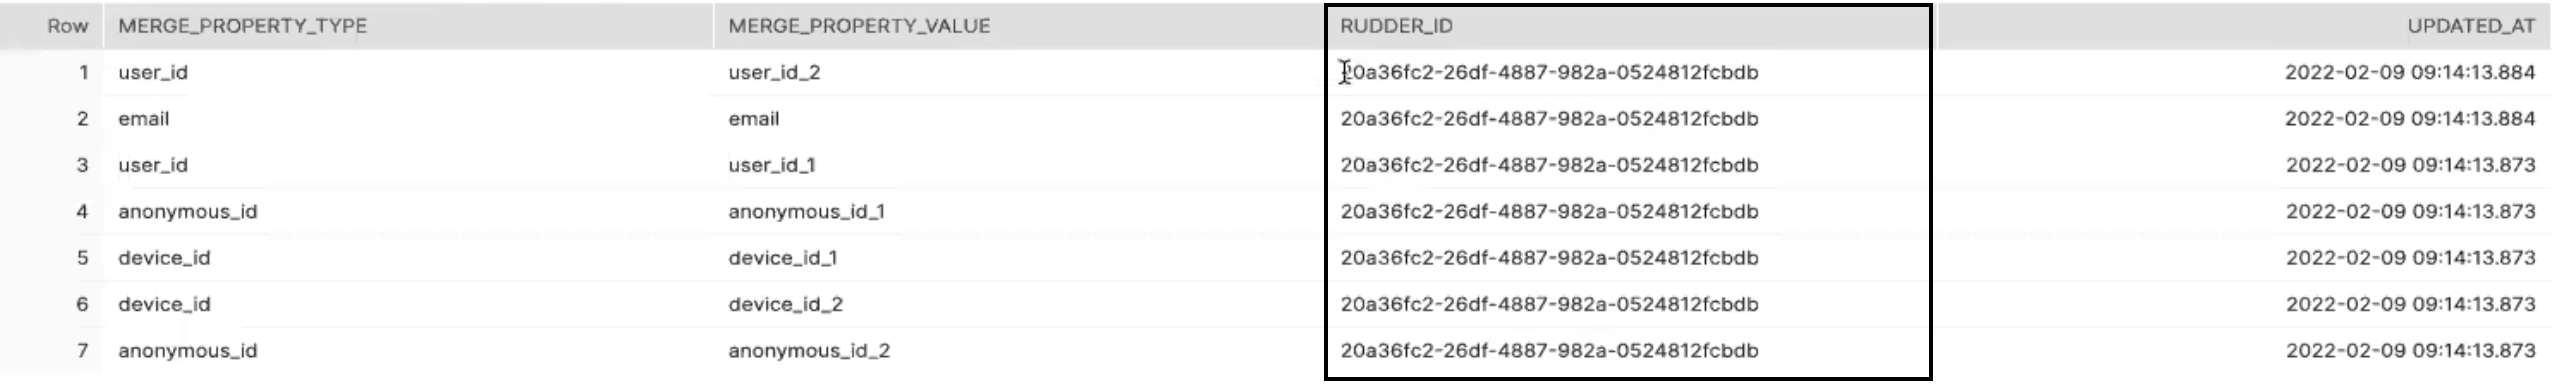 Row MERGE_PROPERTY_TYPE MERGE_PROPERTY_VALUE RUDDER_ID UPDATED_AT
1 user_id user_id_2 20a36fc2-26df-4887-982a-0524812fcbdb 2022-02-09 09:14:13.884
2 email email 20a36fc2-26df-4887-982a-0524812fcbdb 2022-02-09 09:14:13.884
3 user_id user_id_1 20a36fc2-26df-4887-982a-0524812fcbdb 2022-02-09 09:14:13.873
4 anonymous_id anonymous_id_1 20a36fc2-26df-4887-982a-0524812fcbdb 2022-02-09 09:14:13.873
5 device_id device_id_1 20a36fc2-26df-4887-982a-0524812fcbdb 2022-02-09 09:14:13.873
6 device_id device_id_2 20a36fc2-26df-4887-982a-0524812fcbdb 2022-02-09 09:14:13.873
7 anonymous_id anonymous_id_2 20a36fc2-26df-4887-982a-0524812fcbdb 2022-02-09 09:14:13.873